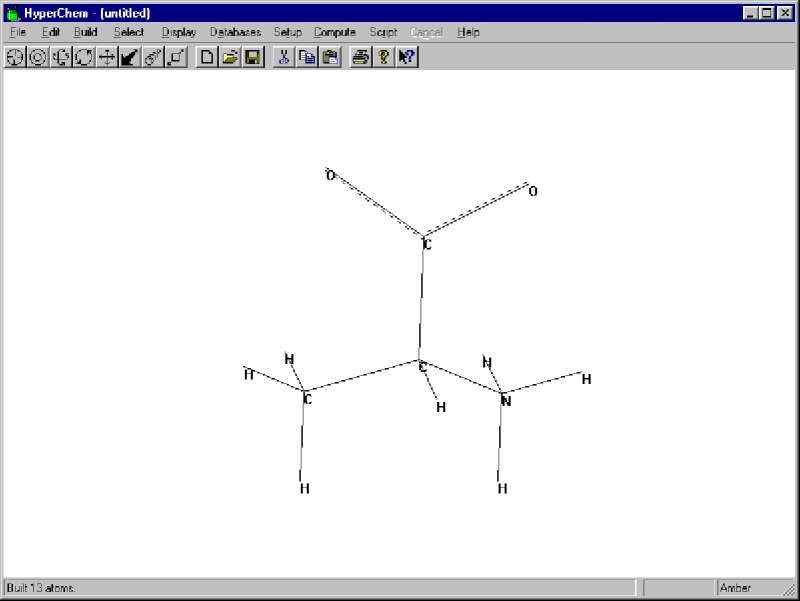 HyperChem - (untitled)
File Edit Build Select Display Databases Setup Compute Script Cancel Help
O
O
C
H
H
C
H
H
C
H
N
H
H
H
Built 13 atoms.
Amber